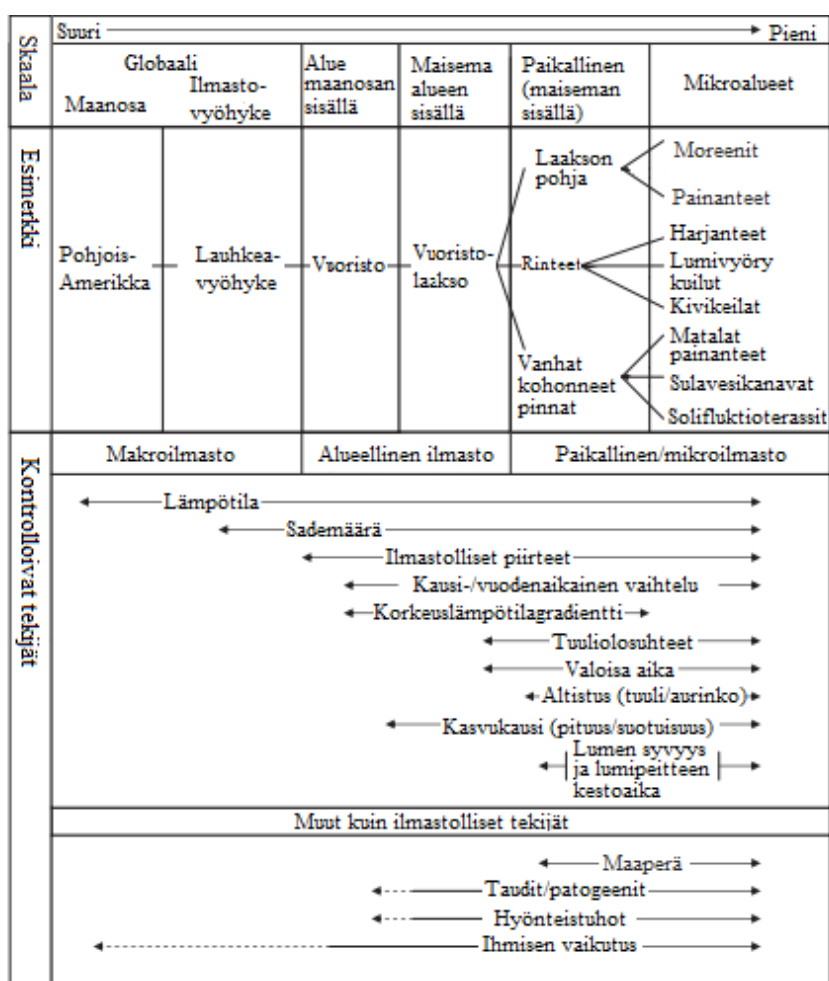 Skaala
Suuri
Pieni
Globaali
Maanosa
Ilmasto-
vyöhyke
Alue
maanosan
sisällä
Maisema
alueen
sisällä
Paikallinen
(maiseman
sisällä)
Mikroalueet
Esimerkki
Pohjois-
Amerikka
Lauhkea-
vyöhyke
Vuoristo
Vuoristo-
laakso
Laakson
pohja
Rinteet
Vanhat
kohonneet
pinnat
Moreenit
Painanteet
Harjanteet
Lumivyöry
kuilut
Kivikeilat
Matalat
painanteet
Sulavesikanavat
Solifluktioterassit
Kontrolloivat tekijät
Makroilmasto
Alueellinen ilmasto
Paikallinen/mikroilmasto
Lämpötila
Sademäärä
Ilmastolliset piirteet
Kausi-/vuodenaikainen vaihtelu
Korkeuslämpötilagradientti
Tuuliolosuhteet
Valoisa aika
Altistus (tuuli/aurinko)
Kasvukausi (pituus/suotuisuus)
Lumen syvyys
ja lumipeitteen
kestoaika
Muut kuin ilmastolliset tekijät
Maaperä
Taudit/patogeenit
Hyönteistuhot
Ihmisen vaikutus